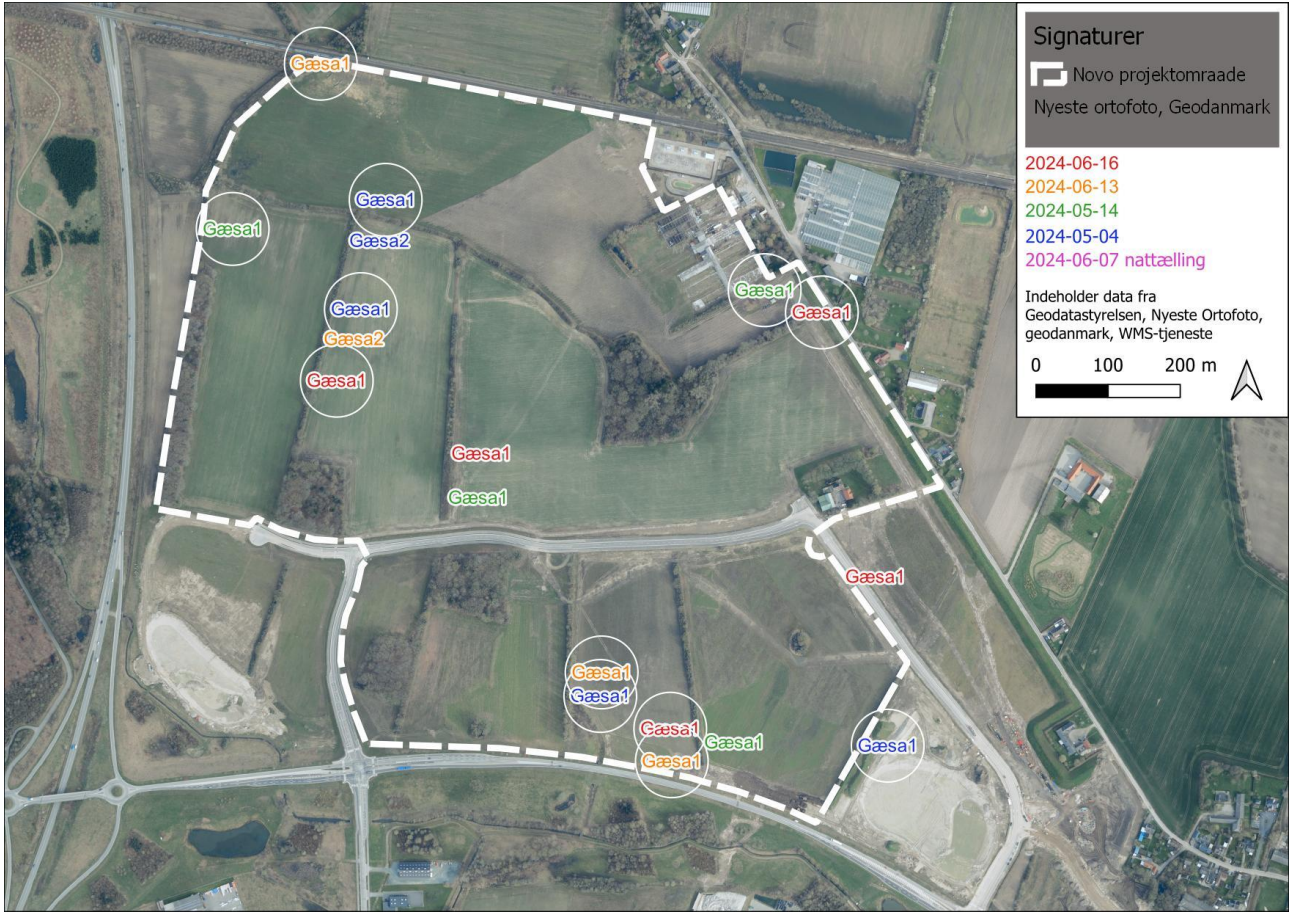 Signaturer
Novo projektomraade
Nyeste ortofoto, Geodanmark
2024-06-16
2024-06-13
2024-05-14
2024-05-04
2024-06-07 nattælling
Indeholder data fra
Geodatastyrelsen, Nyeste Ortofoto,
geodanmark, WMS-tjeneste
0 100 200 m
Gæsa1
Gæsa1
Gæsa1
Gæsa2
Gæsa1
Gæsa1
Gæsa1
Gæsa2
Gæsa1
Gæsa1
Gæsa1
Gæsa1
Gæsa1
Gæsa1
Gæsa1
Gæsa1
Gæsa1
Gæsa1